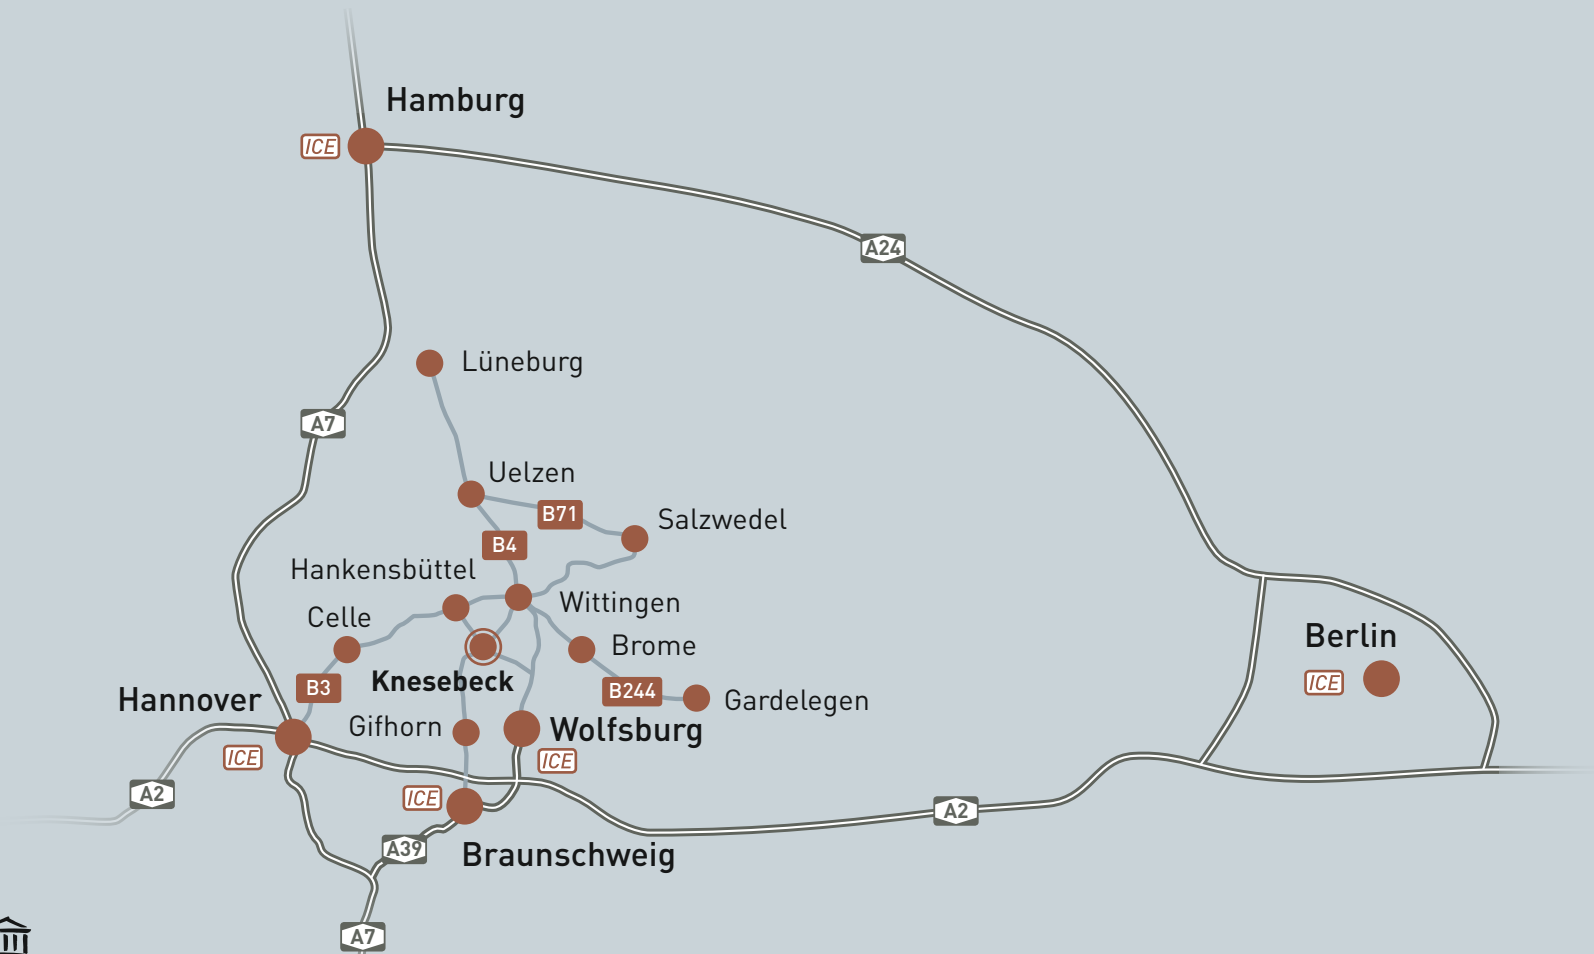 Hamburg
ICE
A24
Lüneburg
A7
Uelzen
B71
Salzwedel
B4
Hankensbüttel
Wittingen
Celle
Brome
Berlin
Knesebeck
ICE
B3
B244
Hannover
Gardelegen
Gifhorn
Wolfsburg
ICE
ICE
A2
ICE
A2
A39
Braunschweig
A7